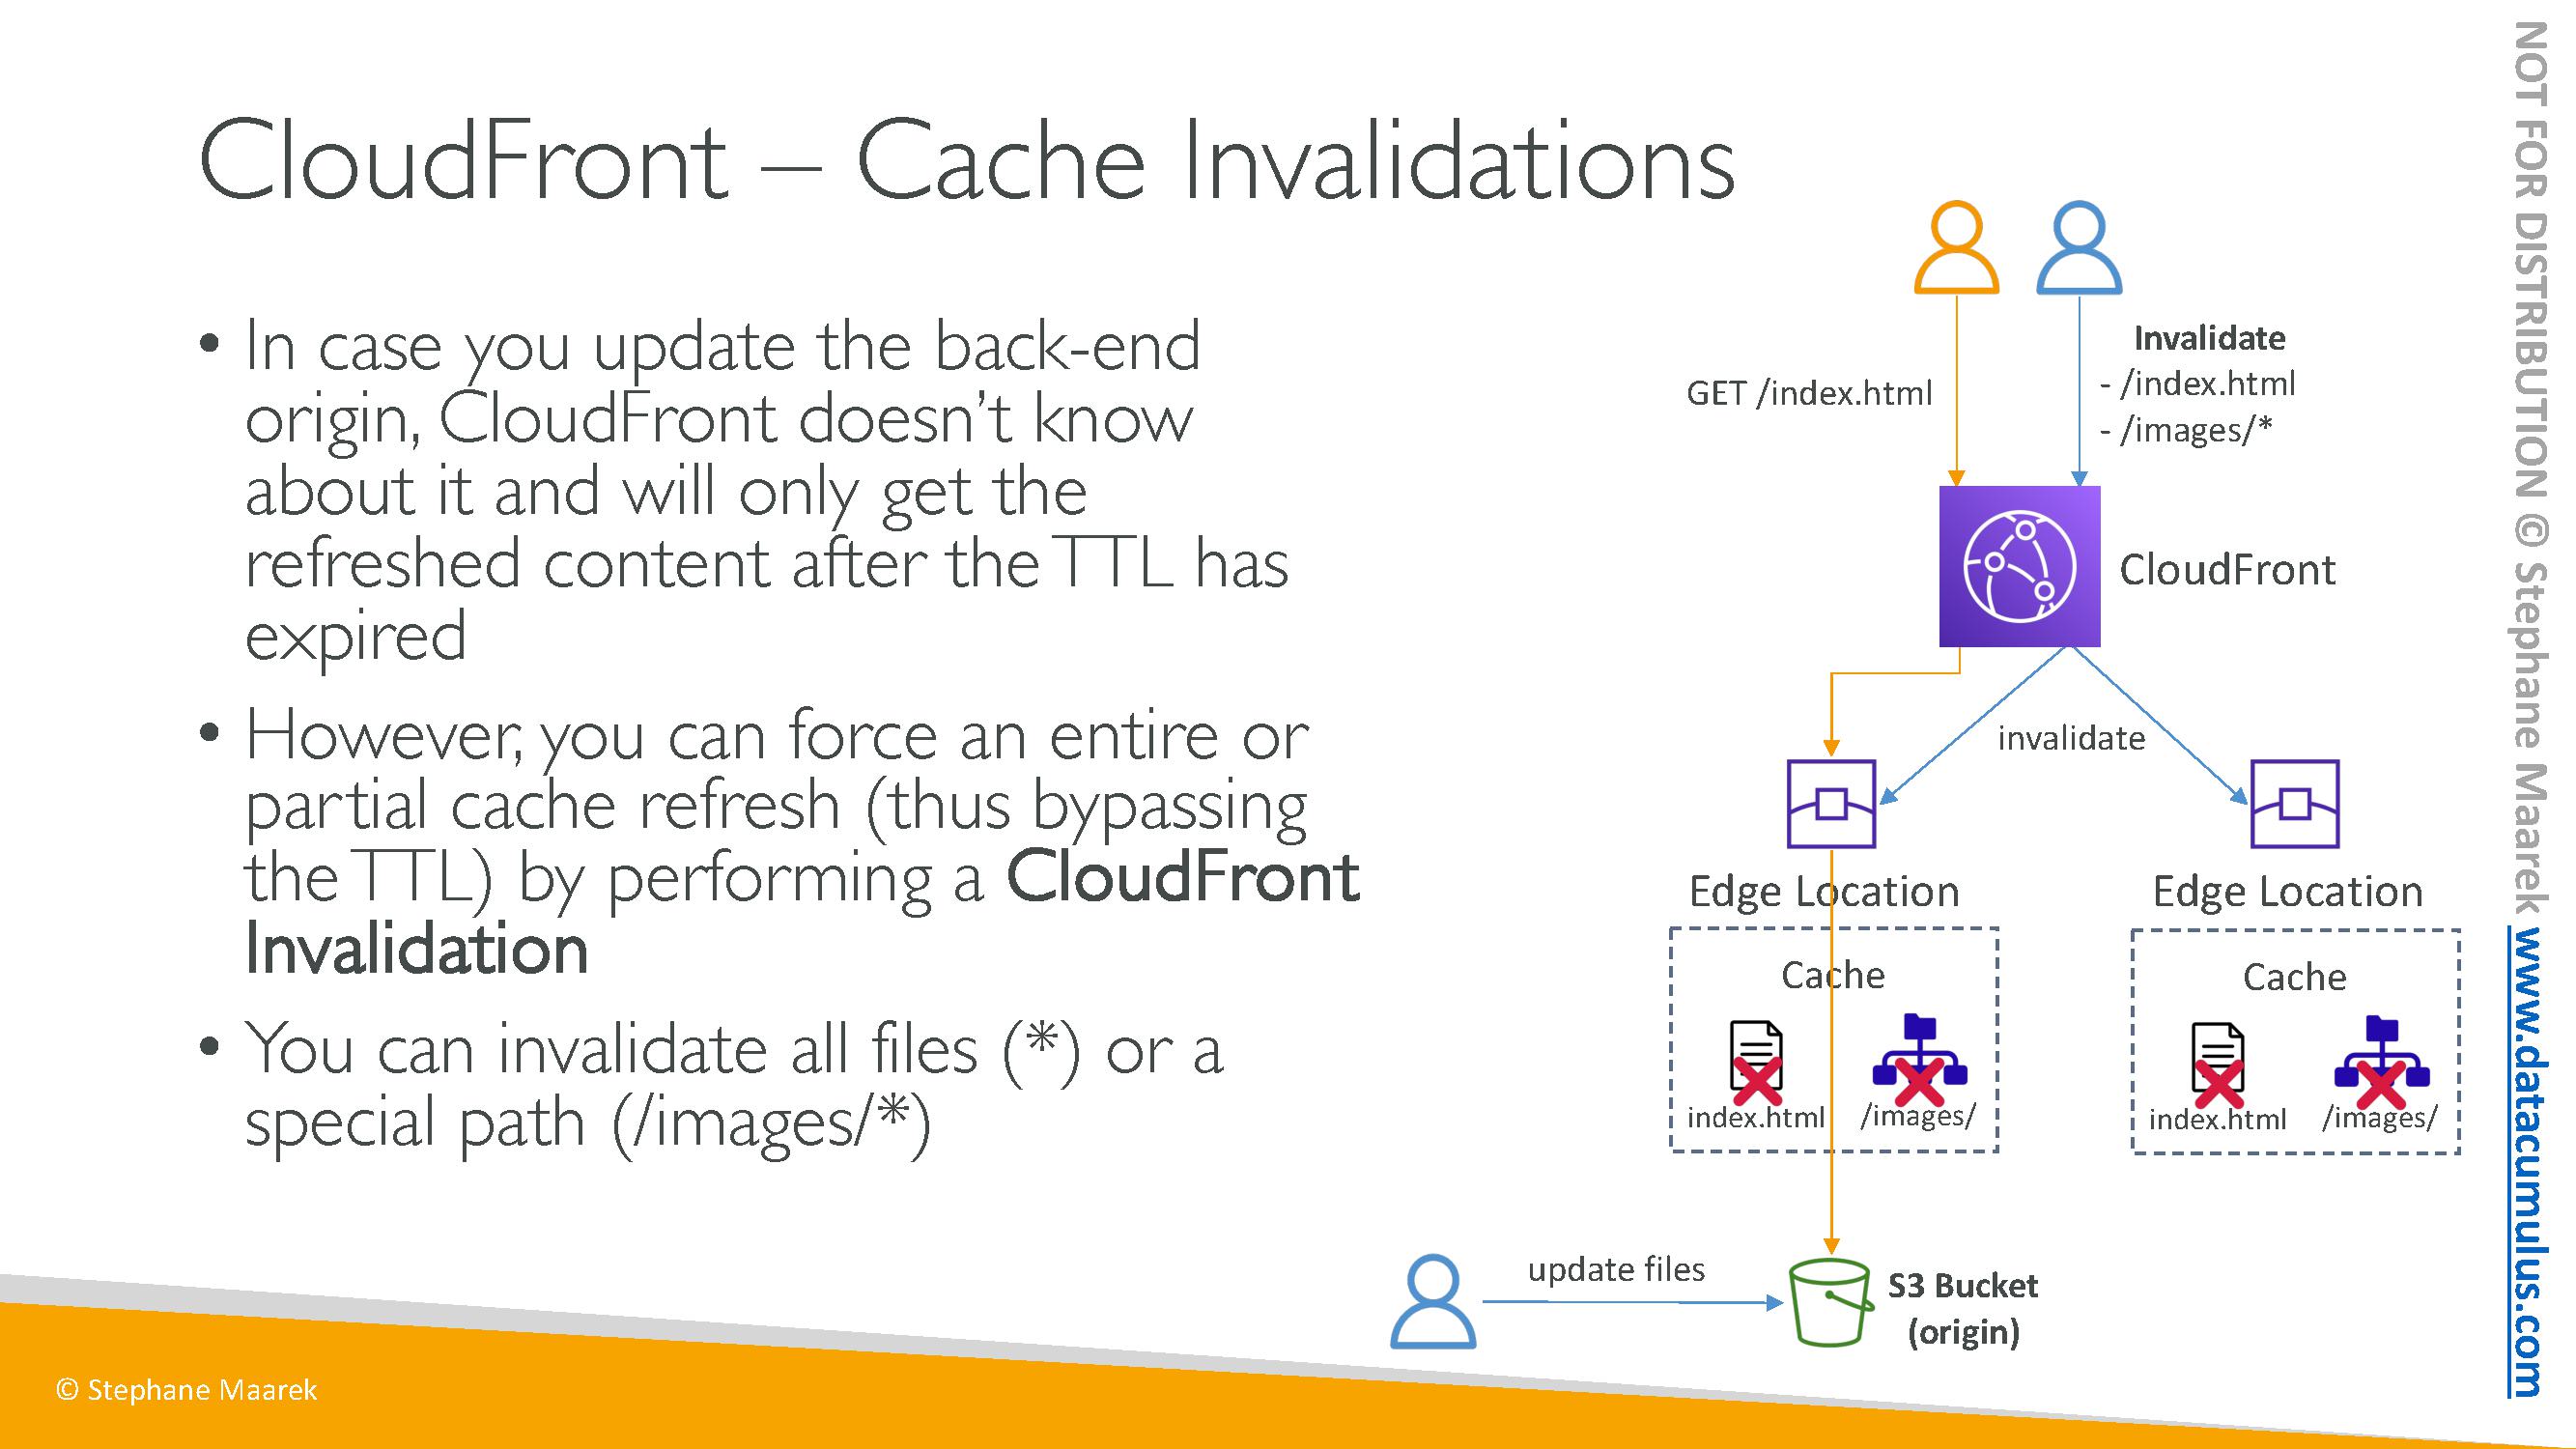 CloudFront – Cache Invalidations
• In case you update the back-end
origin, CloudFront doesn't know
about it and will only get the
refreshed content after the TTL has
expired
• However, you can force an entire or
partial cache refresh (thus bypassing
the TTL) by performing a CloudFront
Invalidation
• You can invalidate all files (*) or a
special path (/images/*)
GET /index.html
Invalidate
- /index.html
- /images/*
CloudFront
invalidate
Edge Location
Edge Location
Cache
index.html
/images/
Cache
index.html
/images/
update files
S3 Bucket
(origin)
© Stephane Maarek
NOT FOR DISTRIBUTION © Stephane Maarek www.datacumulus.com